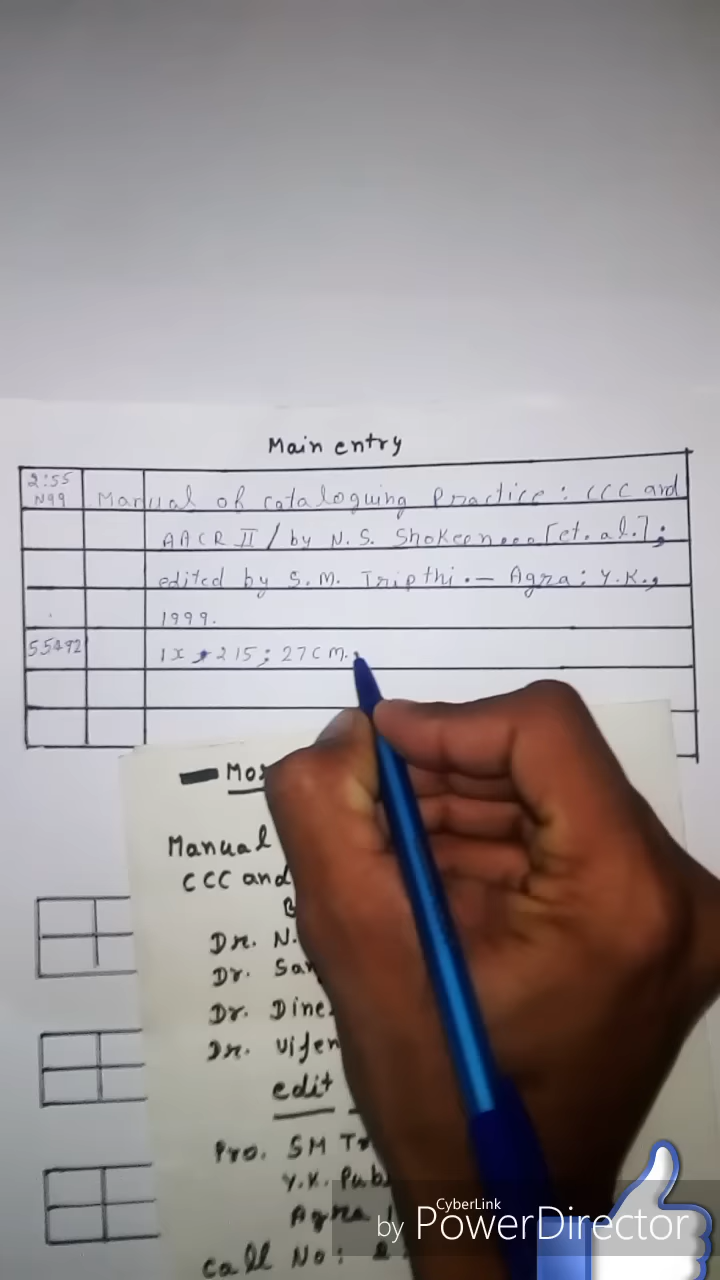 Main entry
2:55
N99 Manual of cataloguing Practice: CCC and
AACR II / by N. S. Shokeen... [et. al.];
edited by S. M. Tripthi. — Agra: Y.K.,
1999.
55492 ix, 215; 27 cm.
Manual
CCC and
Dr. N.
Dr.
Dr. Dine
Dr. Vijen
edit
Pro. SM
Y.K. Pub
Agra
Call No:
CyberLink
by PowerDirector